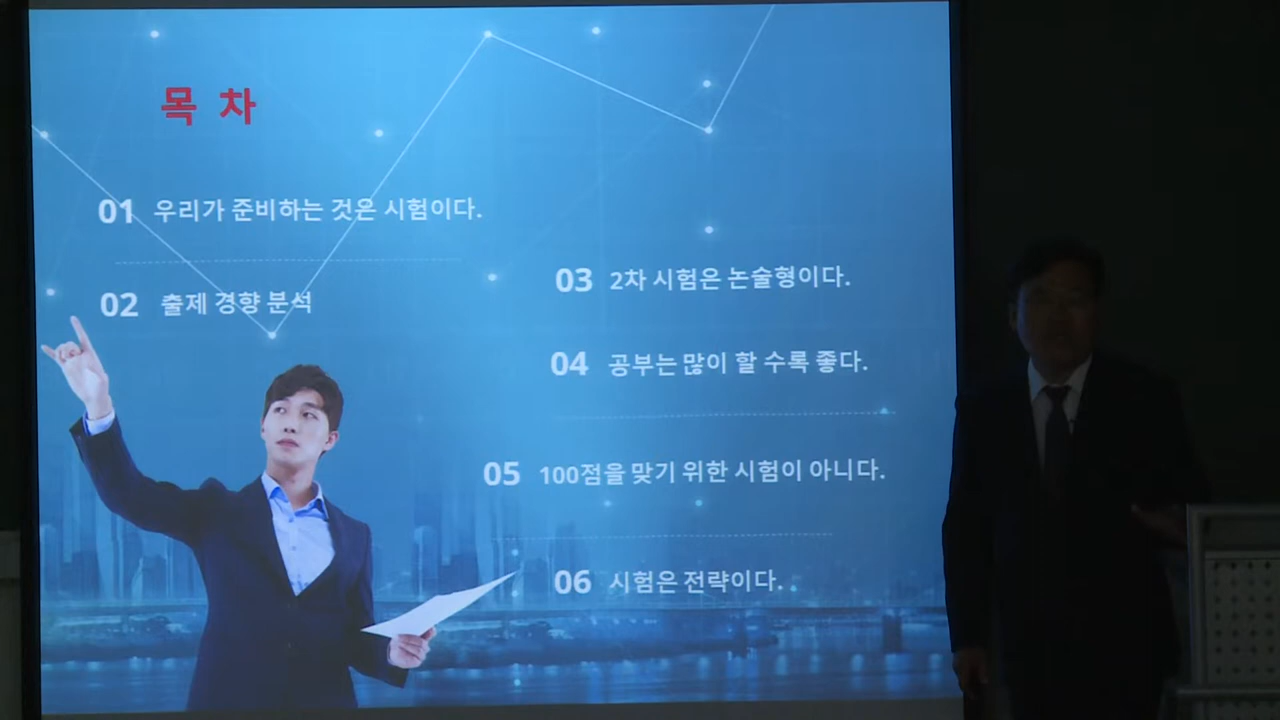 목 차
01 우리가 준비하는 것은 시험이다.
02 출제 경향 분석
03 2차 시험은 논술형이다.
04 공부는 많이 할 수록 좋다.
05 100점을 맞기 위한 시험이 아니다.
06 시험은 전략이다.